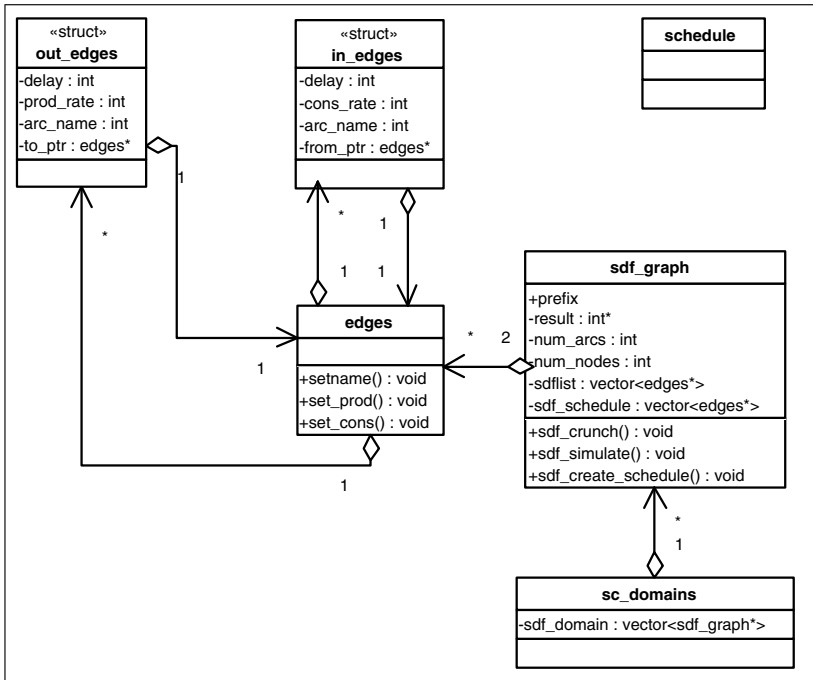 «struct»
out_edges
-delay : int
-prod_rate : int
-arc_name : int
-to_ptr : edges*
«struct»
in_edges
-delay : int
-cons_rate : int
-arc_name : int
-from_ptr : edges*
schedule
1
*
*
1
1
1
edges
+setname() : void
+set_prod() : void
+set_cons() : void
1
1
*
2
sdf_graph
+prefix
-result : int*
-num_arcs : int
-num_nodes : int
-sdflist : vector<edges*>
-sdf_schedule : vector<edges*>
+sdf_crunch() : void
+sdf_simulate() : void
+sdf_create_schedule() : void
*
1
sc_domains
-sdf_domain : vector<sdf_graph*>